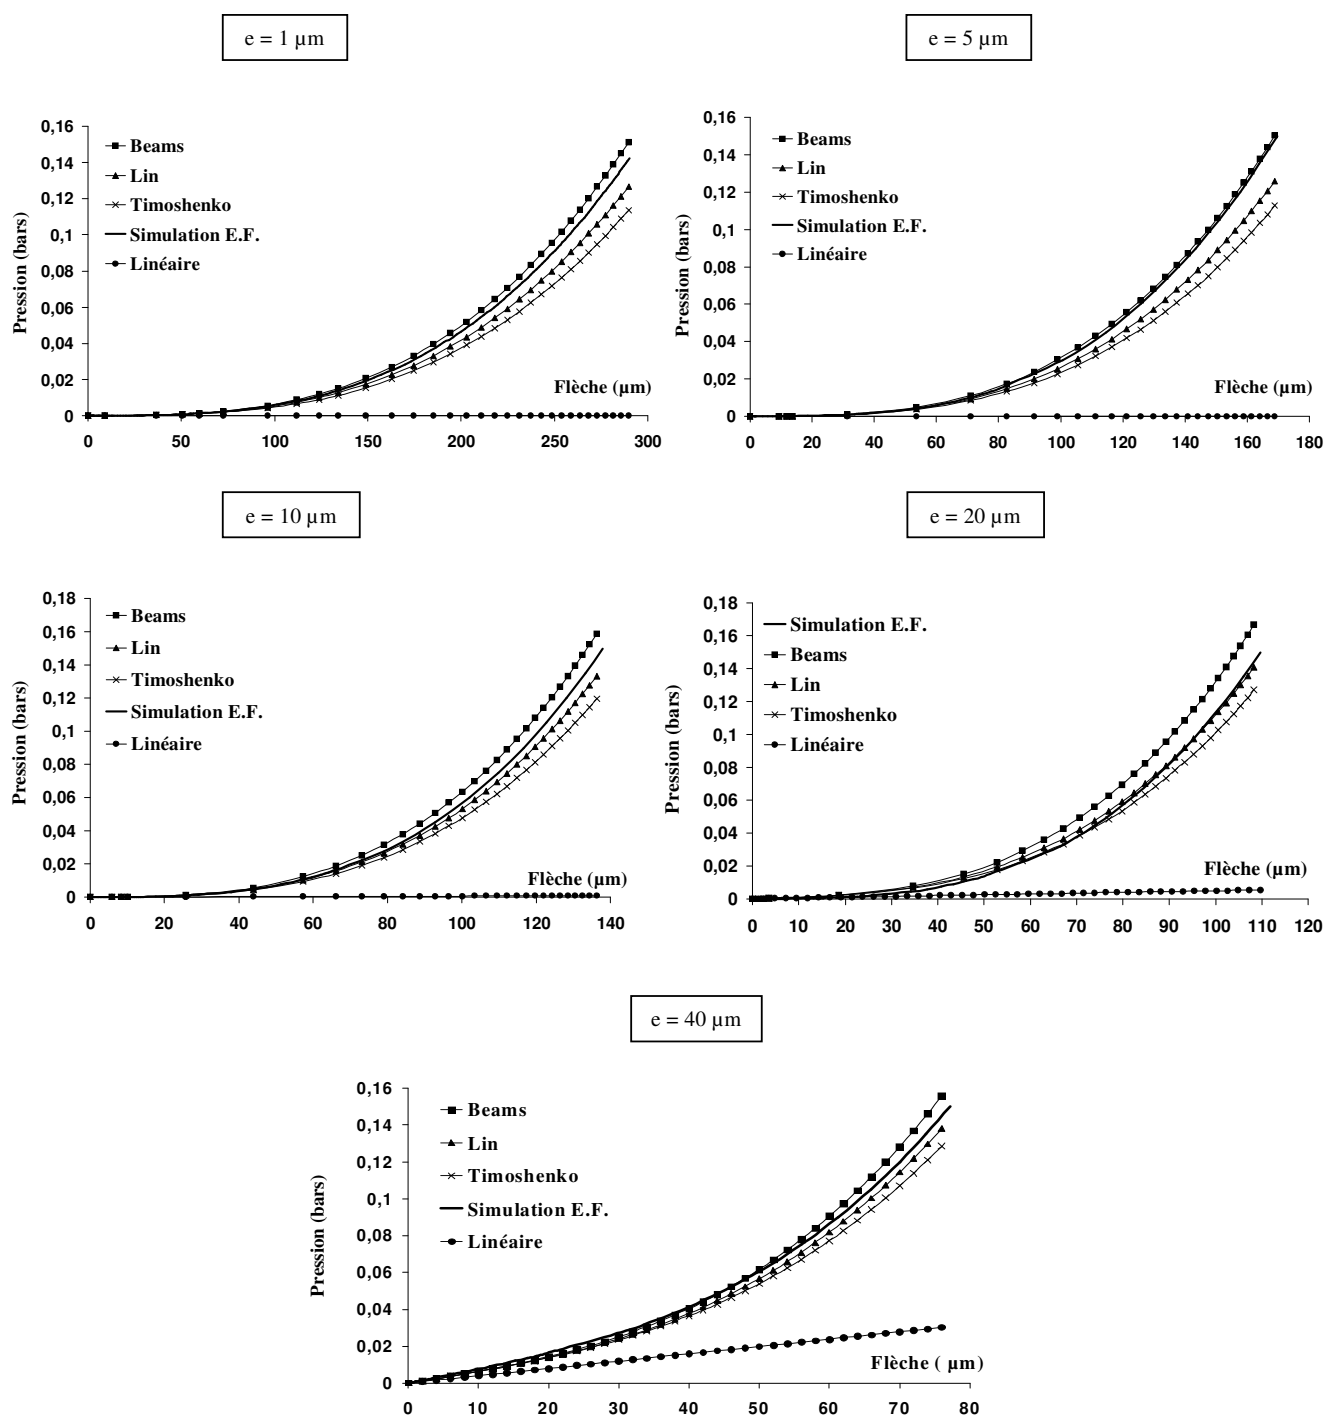 e = 1 µm
e = 5 µm
0,16
0,14
0,12
0,1
0,08
0,06
0,04
0,02
0
Pression (bars)
Beams
Lin
Timoshenko
Simulation E.F.
Linéaire
Flèche (µm)
0 50 100 150 200 250 300
0,16
0,14
0,12
0,1
0,08
0,06
0,04
0,02
0
Pression (bars)
Beams
Lin
Timoshenko
Simulation E.F.
Linéaire
Flèche (µm)
0 20 40 60 80 100 120 140 160 180
e = 10 µm
e = 20 µm
0,18
0,16
0,14
0,12
0,1
0,08
0,06
0,04
0,02
0
Pression (bars)
Beams
Lin
Timoshenko
Simulation E.F.
Linéaire
Flèche (µm)
0 20 40 60 80 100 120 140
0,18
0,16
0,14
0,12
0,1
0,08
0,06
0,04
0,02
0
Pression (bars)
Simulation E.F.
Beams
Lin
Timoshenko
Linéaire
Flèche (µm)
0 10 20 30 40 50 60 70 80 90 100 110 120
e = 40 µm
0,16
0,14
0,12
0,1
0,08
0,06
0,04
0,02
0
Pression (bars)
Beams
Lin
Timoshenko
Simulation E.F.
Linéaire
Flèche ( µm)
0 10 20 30 40 50 60 70 80